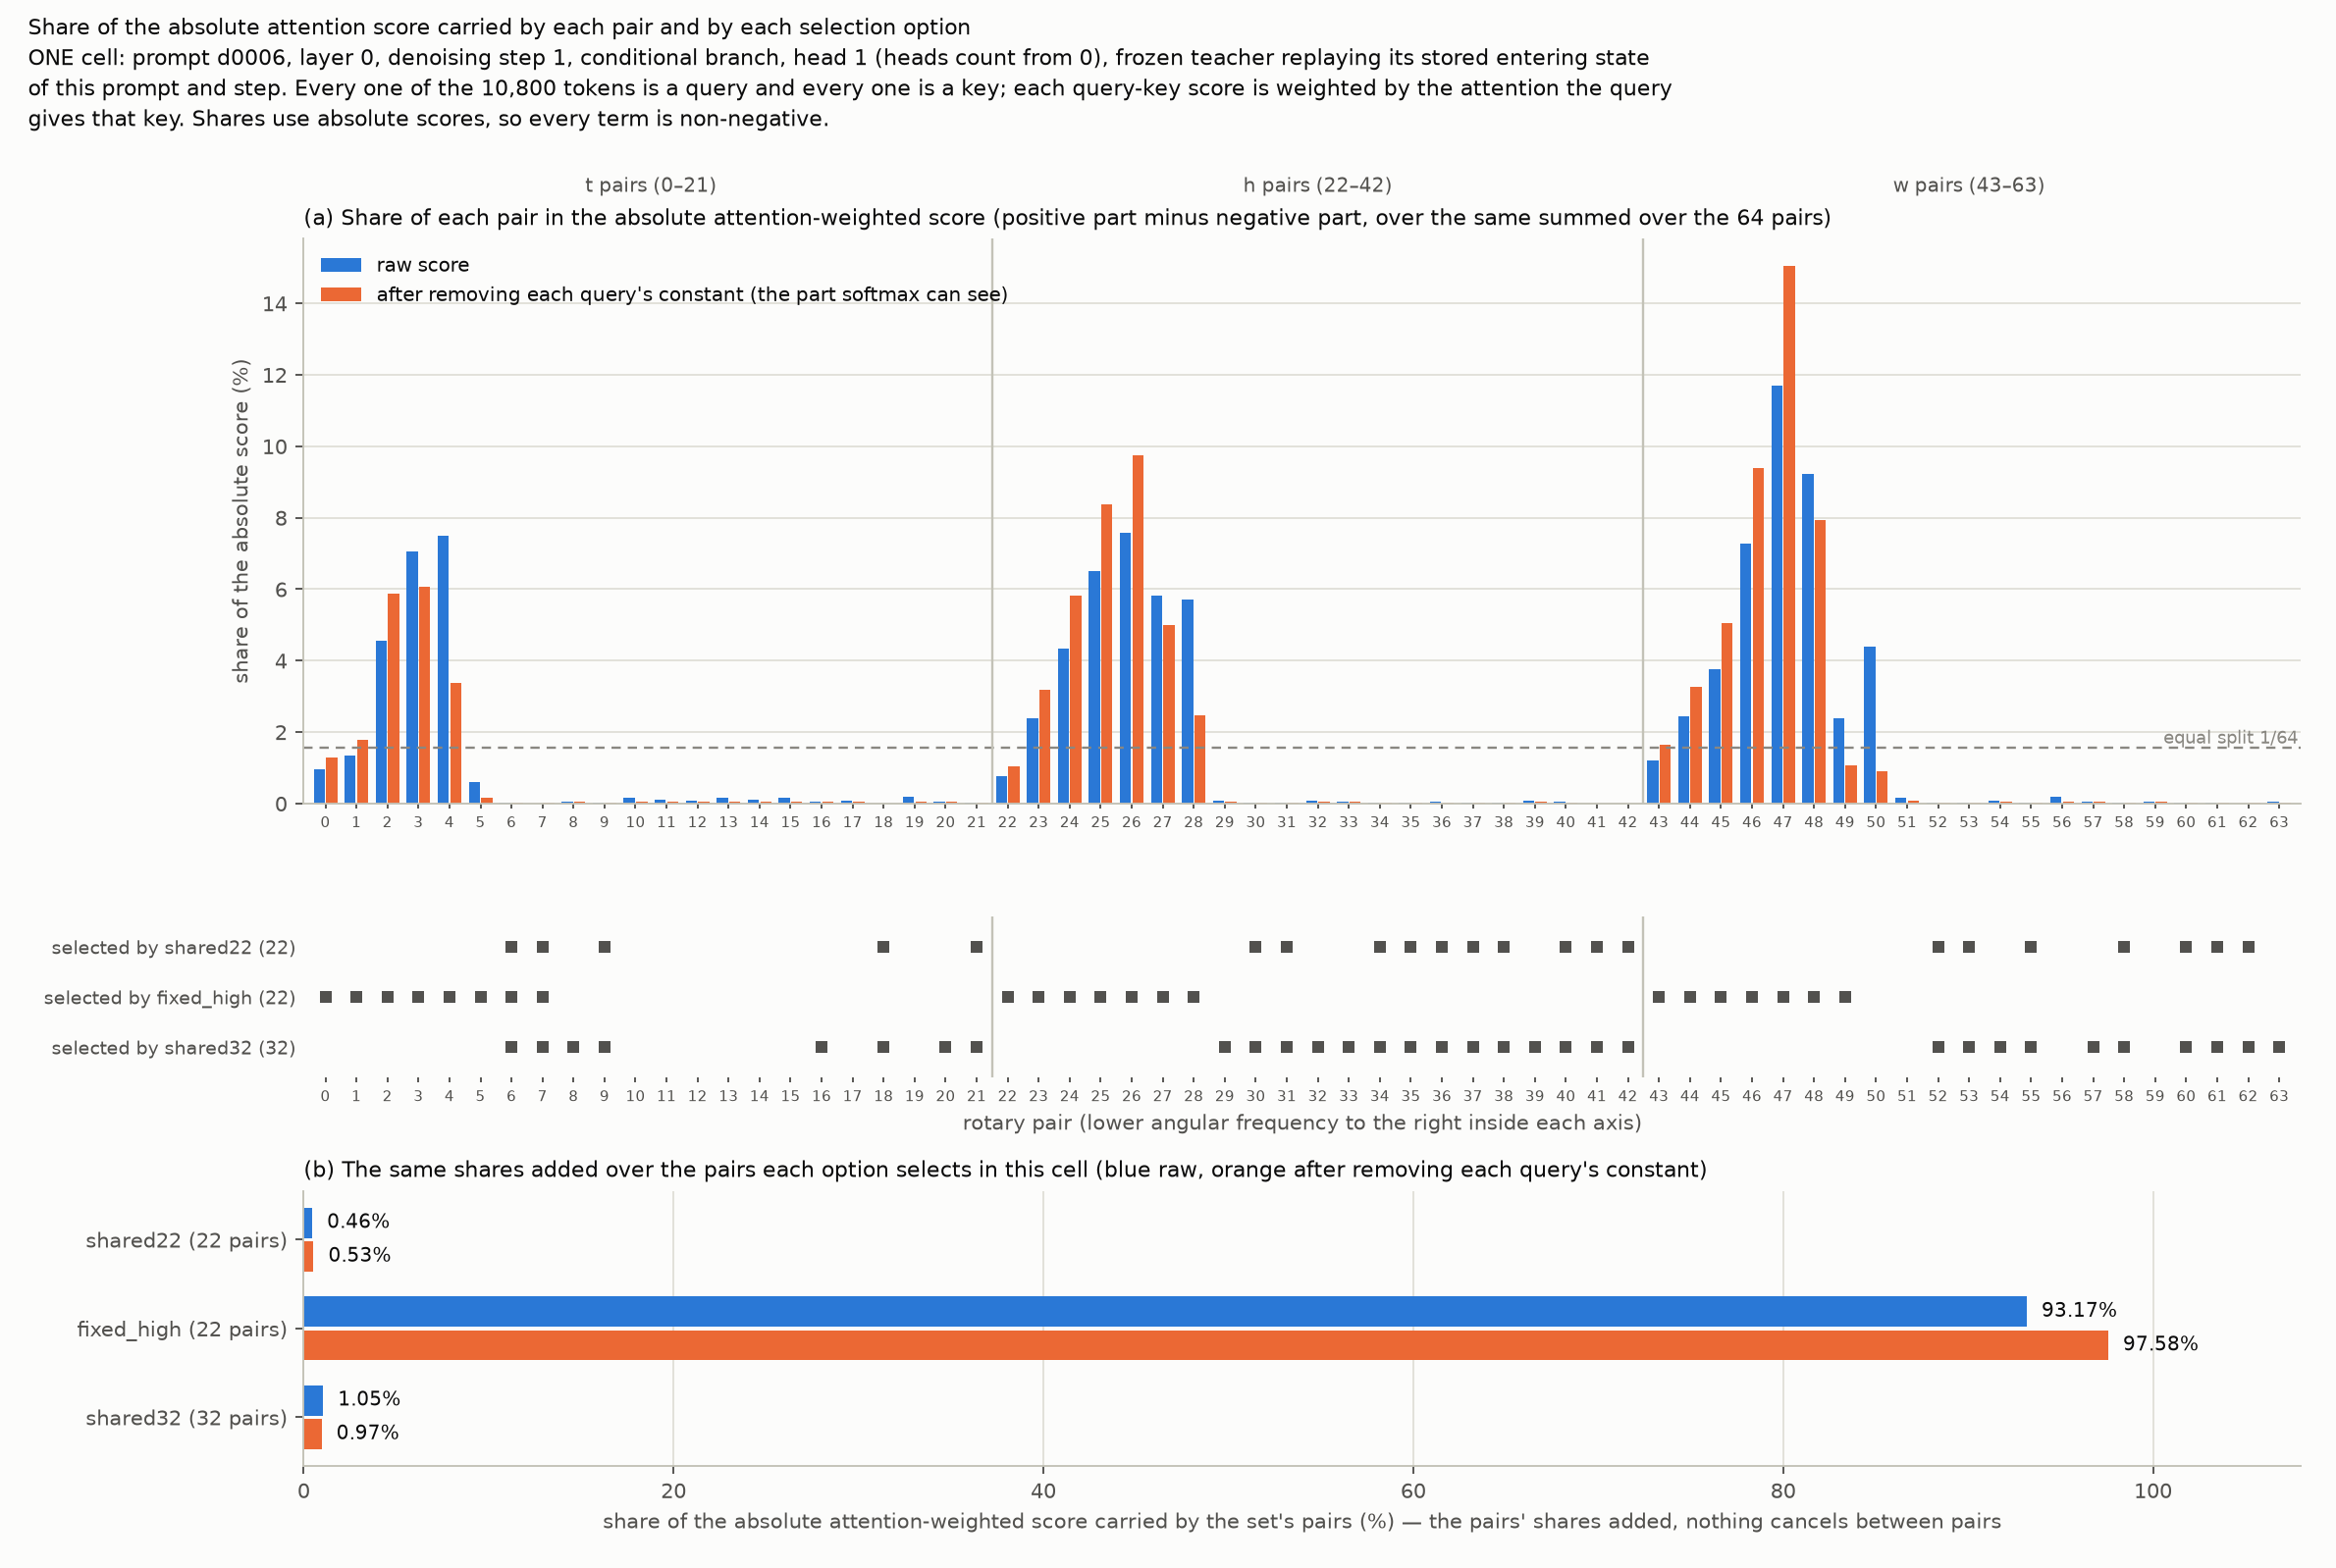 Share of the absolute attention score carried by each pair and by each selection option
ONE cell: prompt d0006, layer 0, denoising step 1, conditional branch, head 1 (heads count from 0), frozen teacher replaying its stored entering state
of this prompt and step. Every one of the 10,800 tokens is a query and every one is a key; each query-key score is weighted by the attention the query
gives that key. Shares use absolute scores, so every term is non-negative.
t pairs (0–21) h pairs (22–42) w pairs (43–63)
(a) Share of each pair in the absolute attention-weighted score (positive part minus negative part, over the same summed over the 64 pairs)
raw score
after removing each query's constant (the part softmax can see)
share of the absolute score (%)
14
12
10
8
6
4
2
0
equal split 1/64
0 1 2 3 4 5 6 7 8 9 10 11 12 13 14 15 16 17 18 19 20 21 22 23 24 25 26 27 28 29 30 31 32 33 34 35 36 37 38 39 40 41 42 43 44 45 46 47 48 49 50 51 52 53 54 55 56 57 58 59 60 61 62 63
selected by shared22 (22)
selected by fixed_high (22)
selected by shared32 (32)
0 1 2 3 4 5 6 7 8 9 10 11 12 13 14 15 16 17 18 19 20 21 22 23 24 25 26 27 28 29 30 31 32 33 34 35 36 37 38 39 40 41 42 43 44 45 46 47 48 49 50 51 52 53 54 55 56 57 58 59 60 61 62 63
rotary pair (lower angular frequency to the right inside each axis)
(b) The same shares added over the pairs each option selects in this cell (blue raw, orange after removing each query's constant)
shared22 (22 pairs)
0.46%
0.53%
fixed_high (22 pairs)
93.17%
97.58%
shared32 (32 pairs)
1.05%
0.97%
0 20 40 60 80 100
share of the absolute attention-weighted score carried by the set's pairs (%) — the pairs' shares added, nothing cancels between pairs